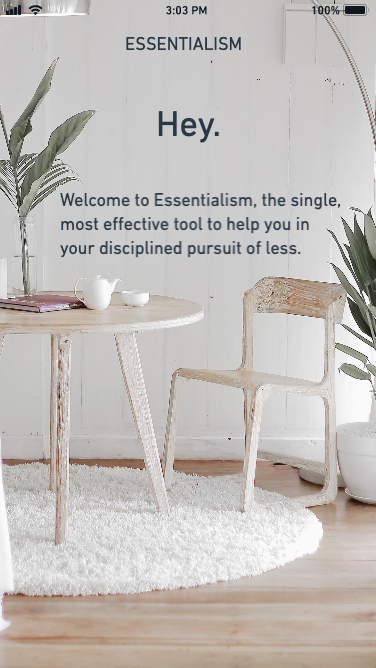 3:03 PM
100%
ESSENTIALISM
Hey.
Welcome to Essentialism, the single,
most effective tool to help you in
your disciplined pursuit of less.